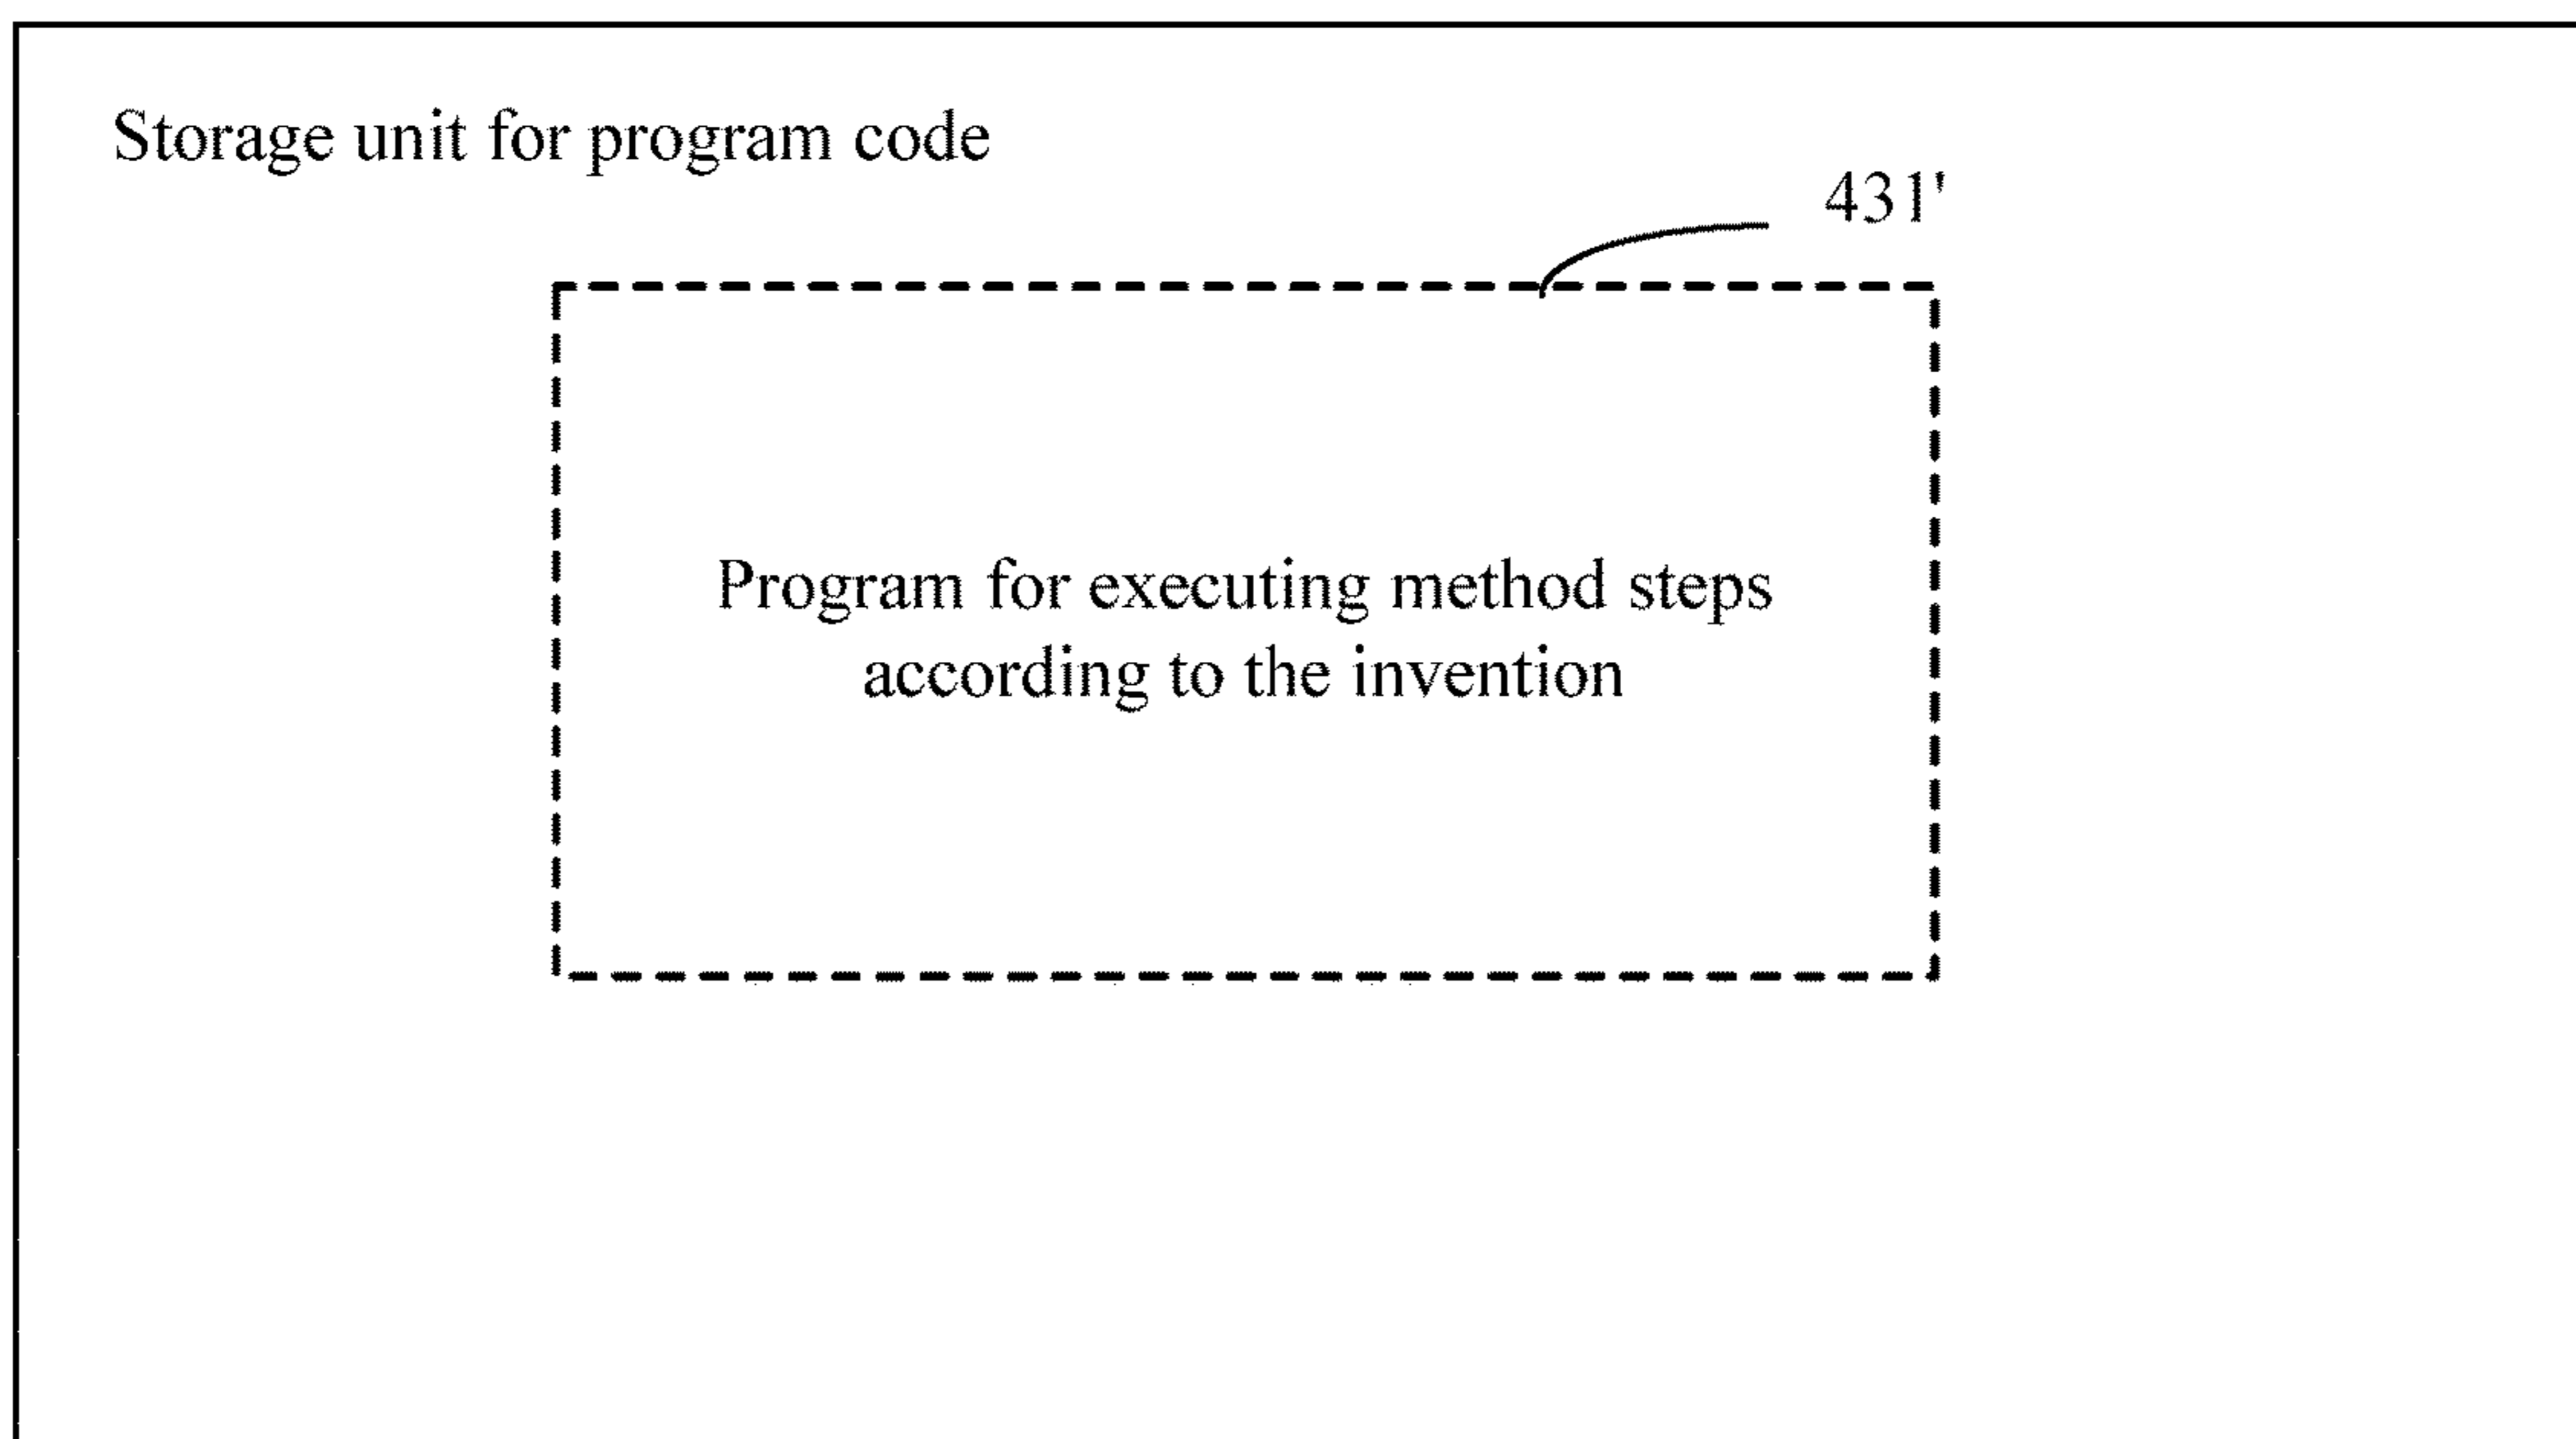 Storage unit for program code
431'
Program for executing method steps
according to the invention